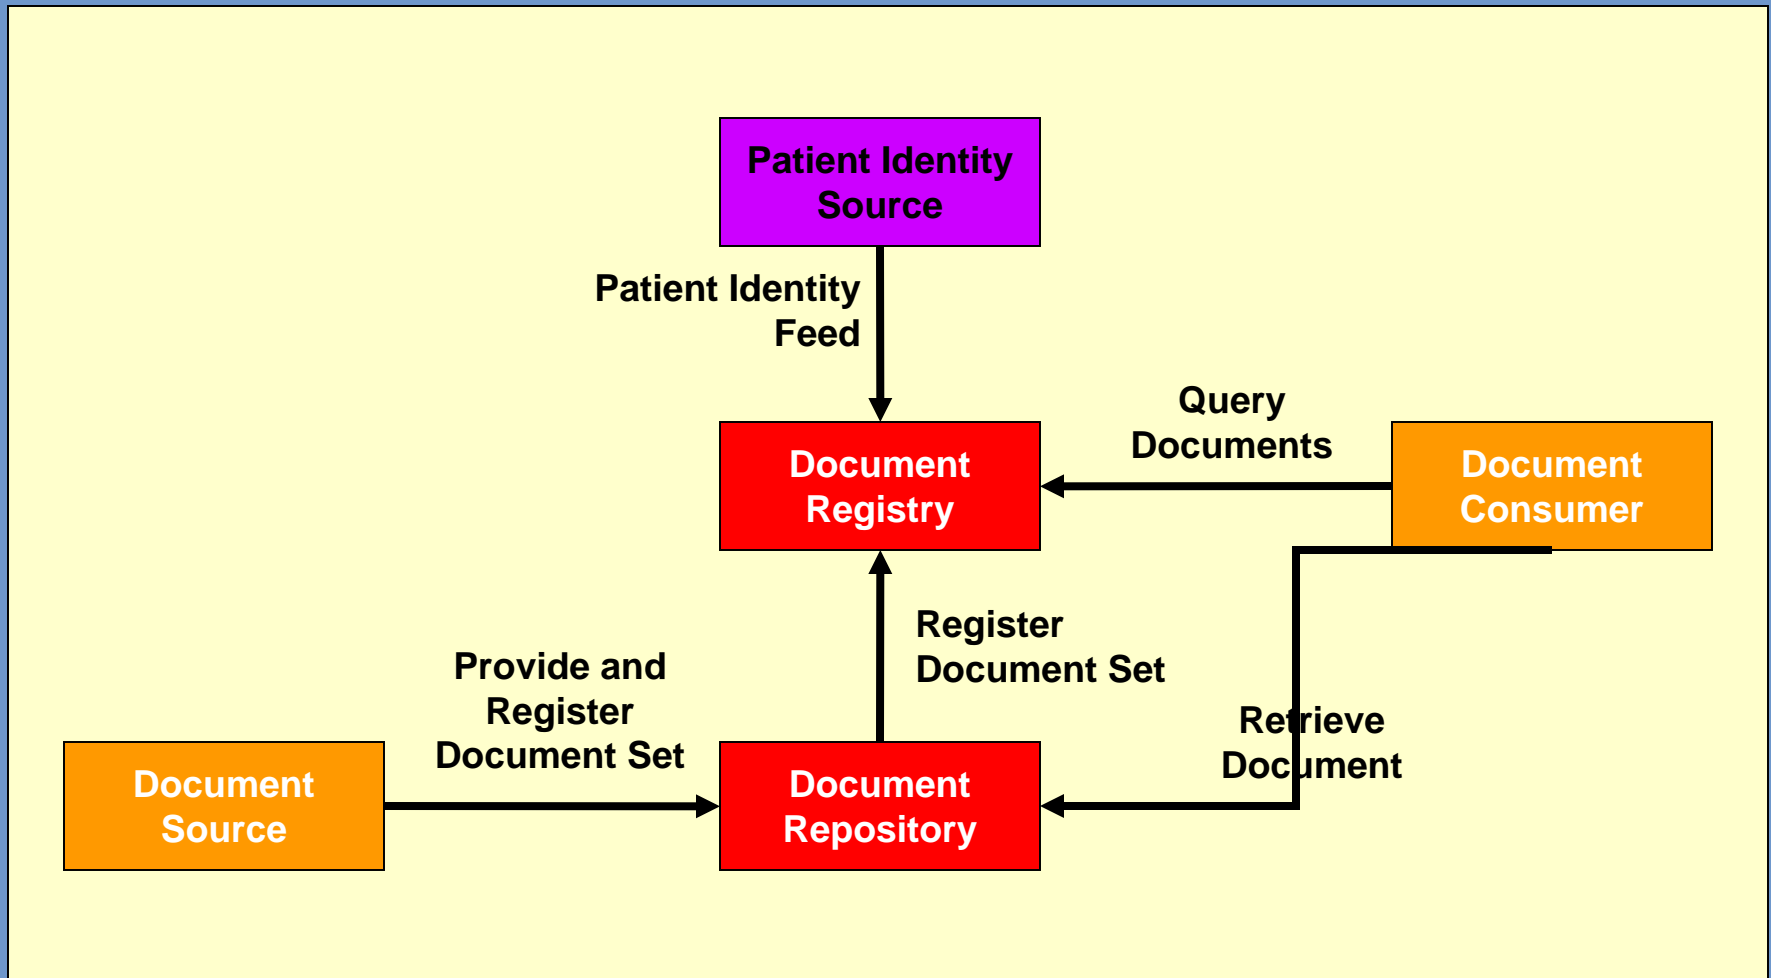 Patient Identity
Source
Patient Identity
Feed
Query
Documents
Document
Registry
Document
Consumer
Register
Document Set
Provide and
Register
Document Set
Retrieve
Document
Document
Source
Document
Repository